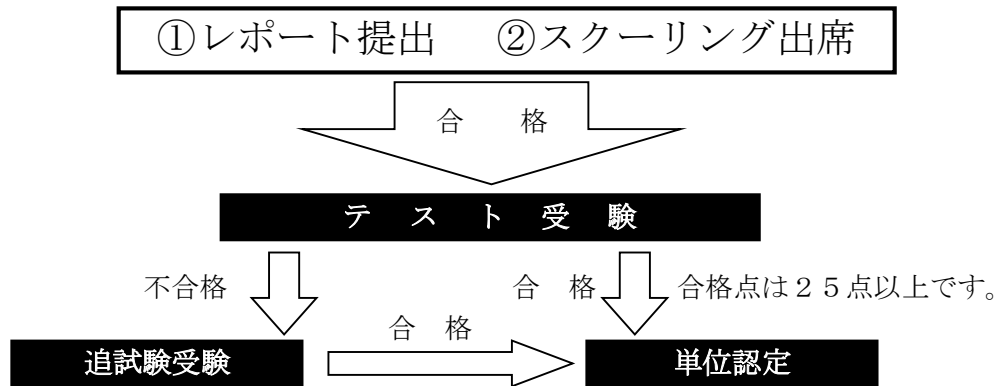 ①レポート提出　②スクーリング出席
合　格
テスト受験
不合格
合　格　合格点は２５点以上です。
合　格
追試験受験
単位認定